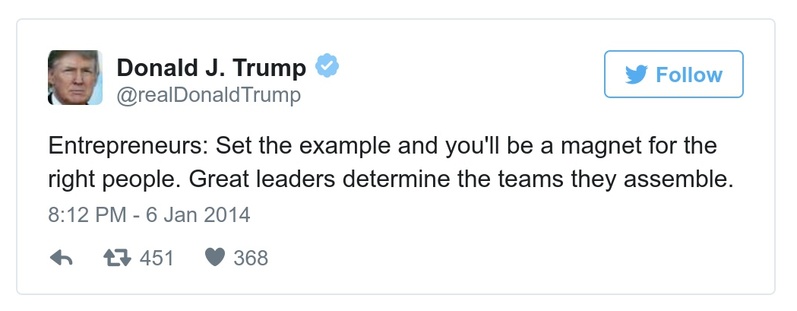 Donald J. Trump
@realDonaldTrump
Follow
Entrepreneurs: Set the example and you'll be a magnet for the
right people. Great leaders determine the teams they assemble.
8:12 PM - 6 Jan 2014
451 368